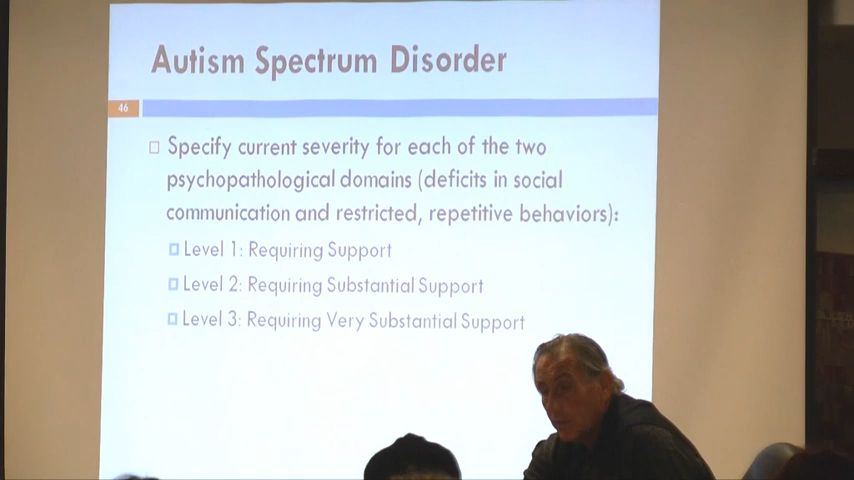 Autism Spectrum Disorder
46
Specify current severity for each of the two
psychopathological domains (deficits in social
communication and restricted, repetitive behaviors):
Level 1: Requiring Support
Level 2: Requiring Substantial Support
Level 3: Requiring Very Substantial Support